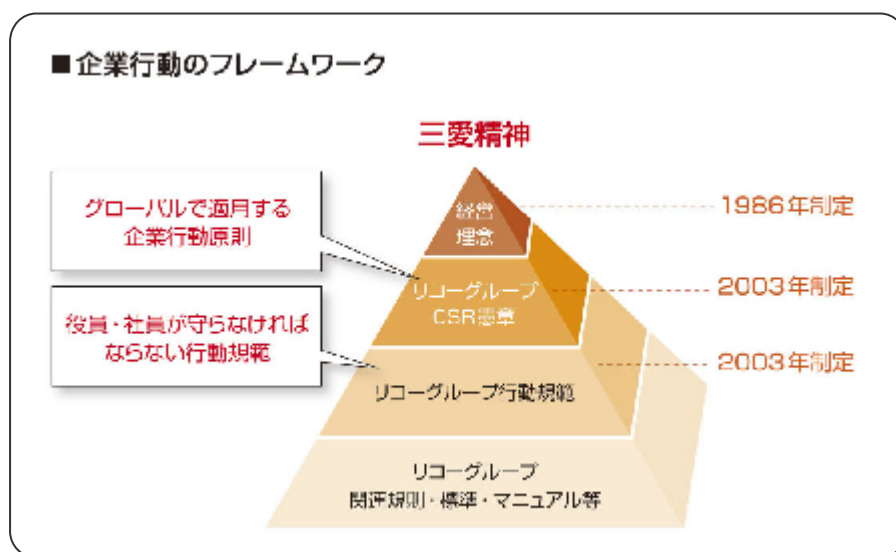 ■企業行動のフレームワーク
三愛精神
経営
理念
1986年制定
グローバルで適用する
企業行動原則
リコーグループ
CSR憲章
2003年制定
役員・社員が守らなければ
ならない行動規範
リコーグループ行動規範
2003年制定
リコーグループ
関連規則・標準・マニュアル等